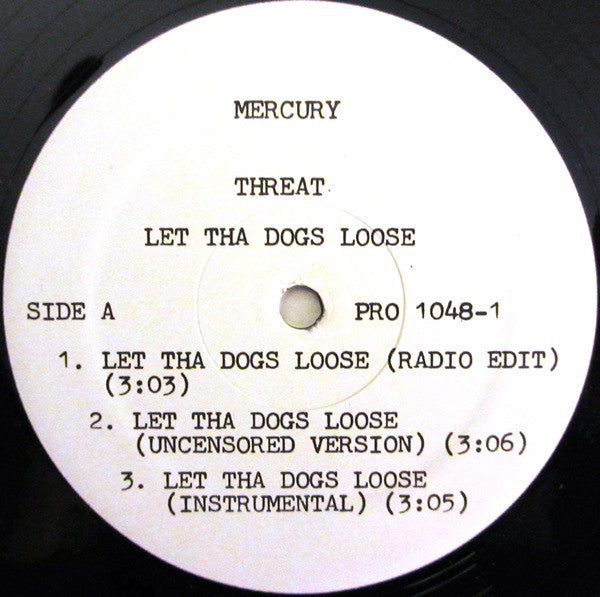 MERCURY
THREAT
LET THA DOGS LOOSE
SIDE A PRO 1048-1
1. LET THA DOGS LOOSE (RADIO EDIT)
(3:03)
2. LET THA DOGS LOOSE
(UNCENSORED VERSION) (3:06)
3. LET THA DOGS LOOSE
(INSTRUMENTAL) (3:05)